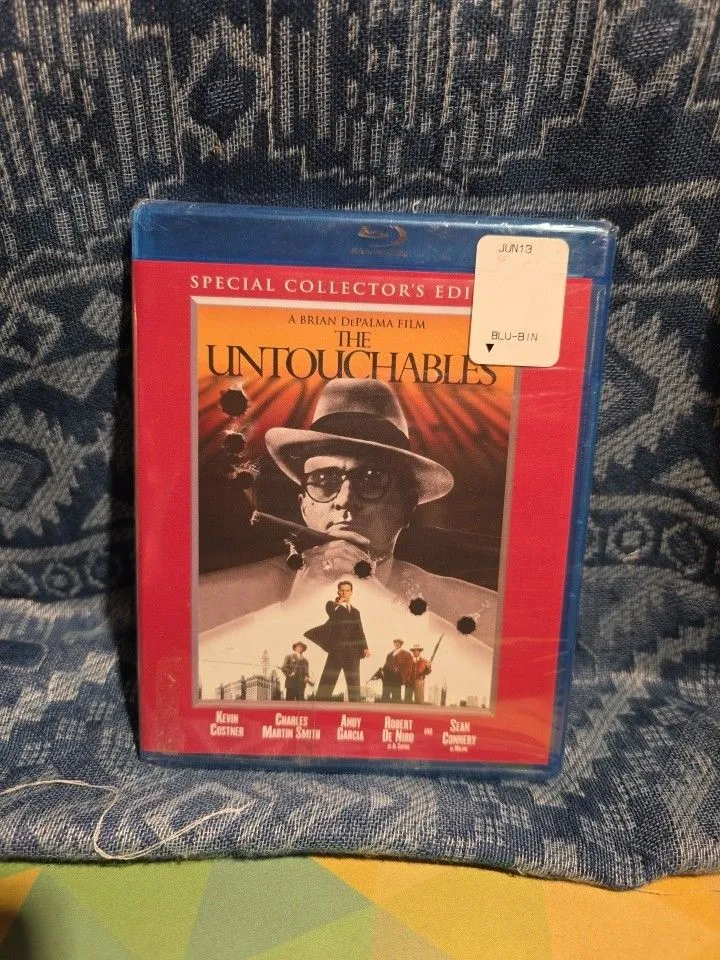 JUN13
BLU-BIN
SPECIAL COLLECTOR'S EDI
A BRIAN DEPALMA FILM
THE
UNTOUCHABLES
KEVIN COSTNER
CHARLES MARTIN SMITH
ANDY GARCIA
ROBERT DE NIRO
AND
SEAN CONNERY